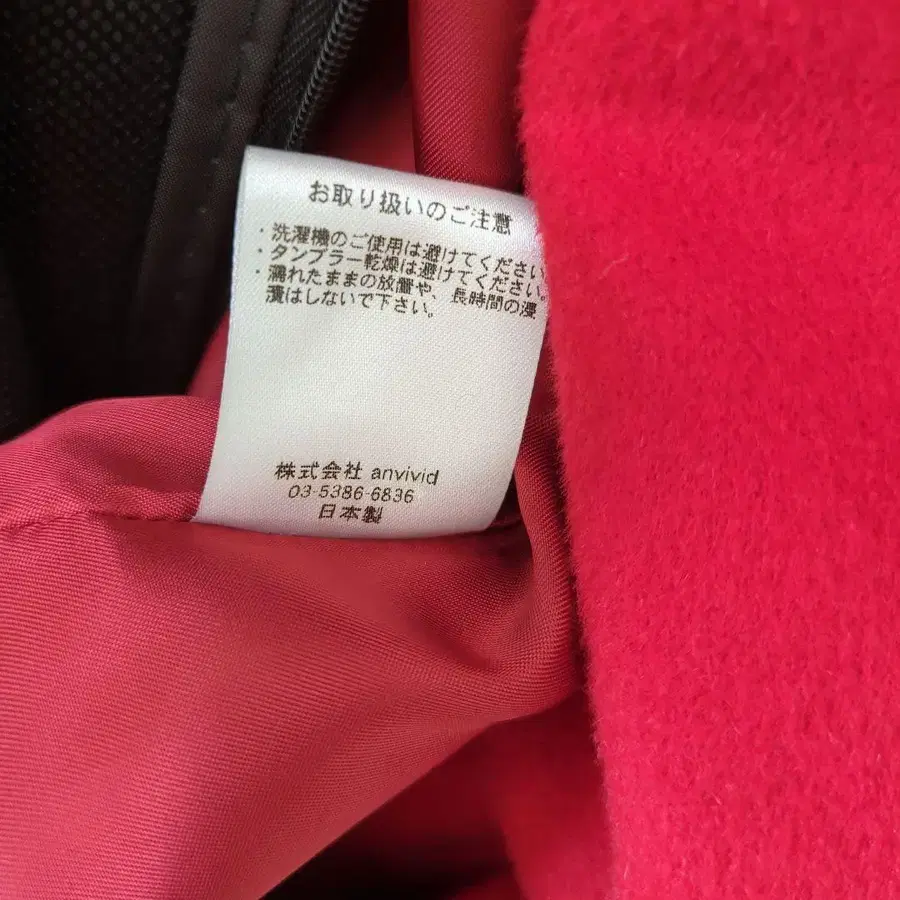 お取り扱いのご注意
・洗濯機のご使用は避けてください
・タンブラー乾燥は避けてください。
・濡れたままの放置や、長時間の浸
漬はしないで下さい。
株式会社 anvivid
03-5386-6836
日本製